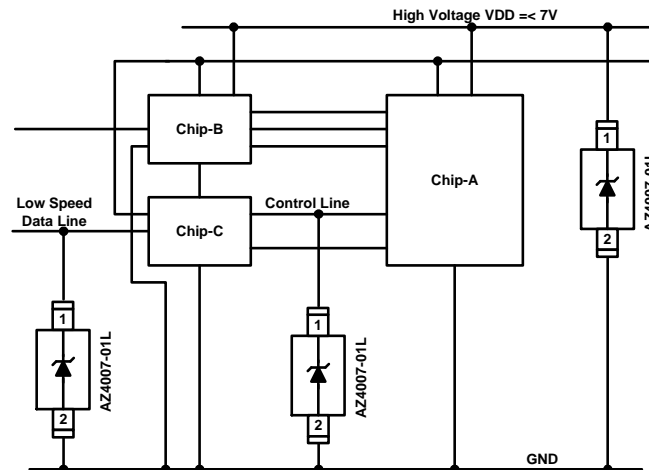 High Voltage VDD =< 7V
Chip-B
Chip-A
1
AZ4007-01L
2
Low Speed
Data Line
Chip-C
Control Line
1
AZ4007-01L
2
1
AZ4007-01L
2
GND